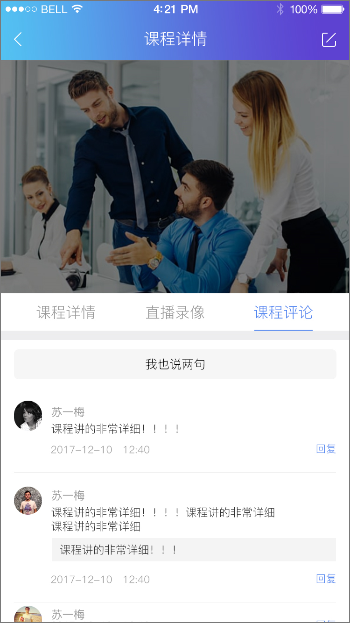 BELL 4:21 PM 100%
课程详情
课程详情 直播录像 课程评论
我也说两句
苏一梅
课程讲的非常详细！！！！
2017-12-10 12:40 回复
苏一梅
课程讲的非常详细！！！！课程讲的非常详细
课程讲的非常详细
课程讲的非常详细！！！
2017-12-10 12:40 回复
苏一梅